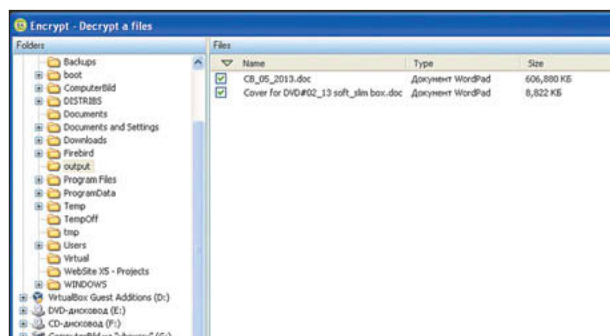 Encrypt - Decrypt a files
Folders
Files
Name Type Size
Backups
boot
ComputerBild
DISTRIBS
Documents
Documents and Settings
Downloads
Firebird
output
Program Files
ProgramData
Temp
TempOff
tmp
Users
Virtual
WebSite X5 - Projects
WINDOWS
VirtualBox Guest Additions (D:)
DVD-дисковод (E:)
CD-дисковод (F:)
CB_05_2013.doc Документ WordPad 606,880 КБ
Cover for DVD#02_13 soft_slim box.doc Документ WordPad 8,822 КБ